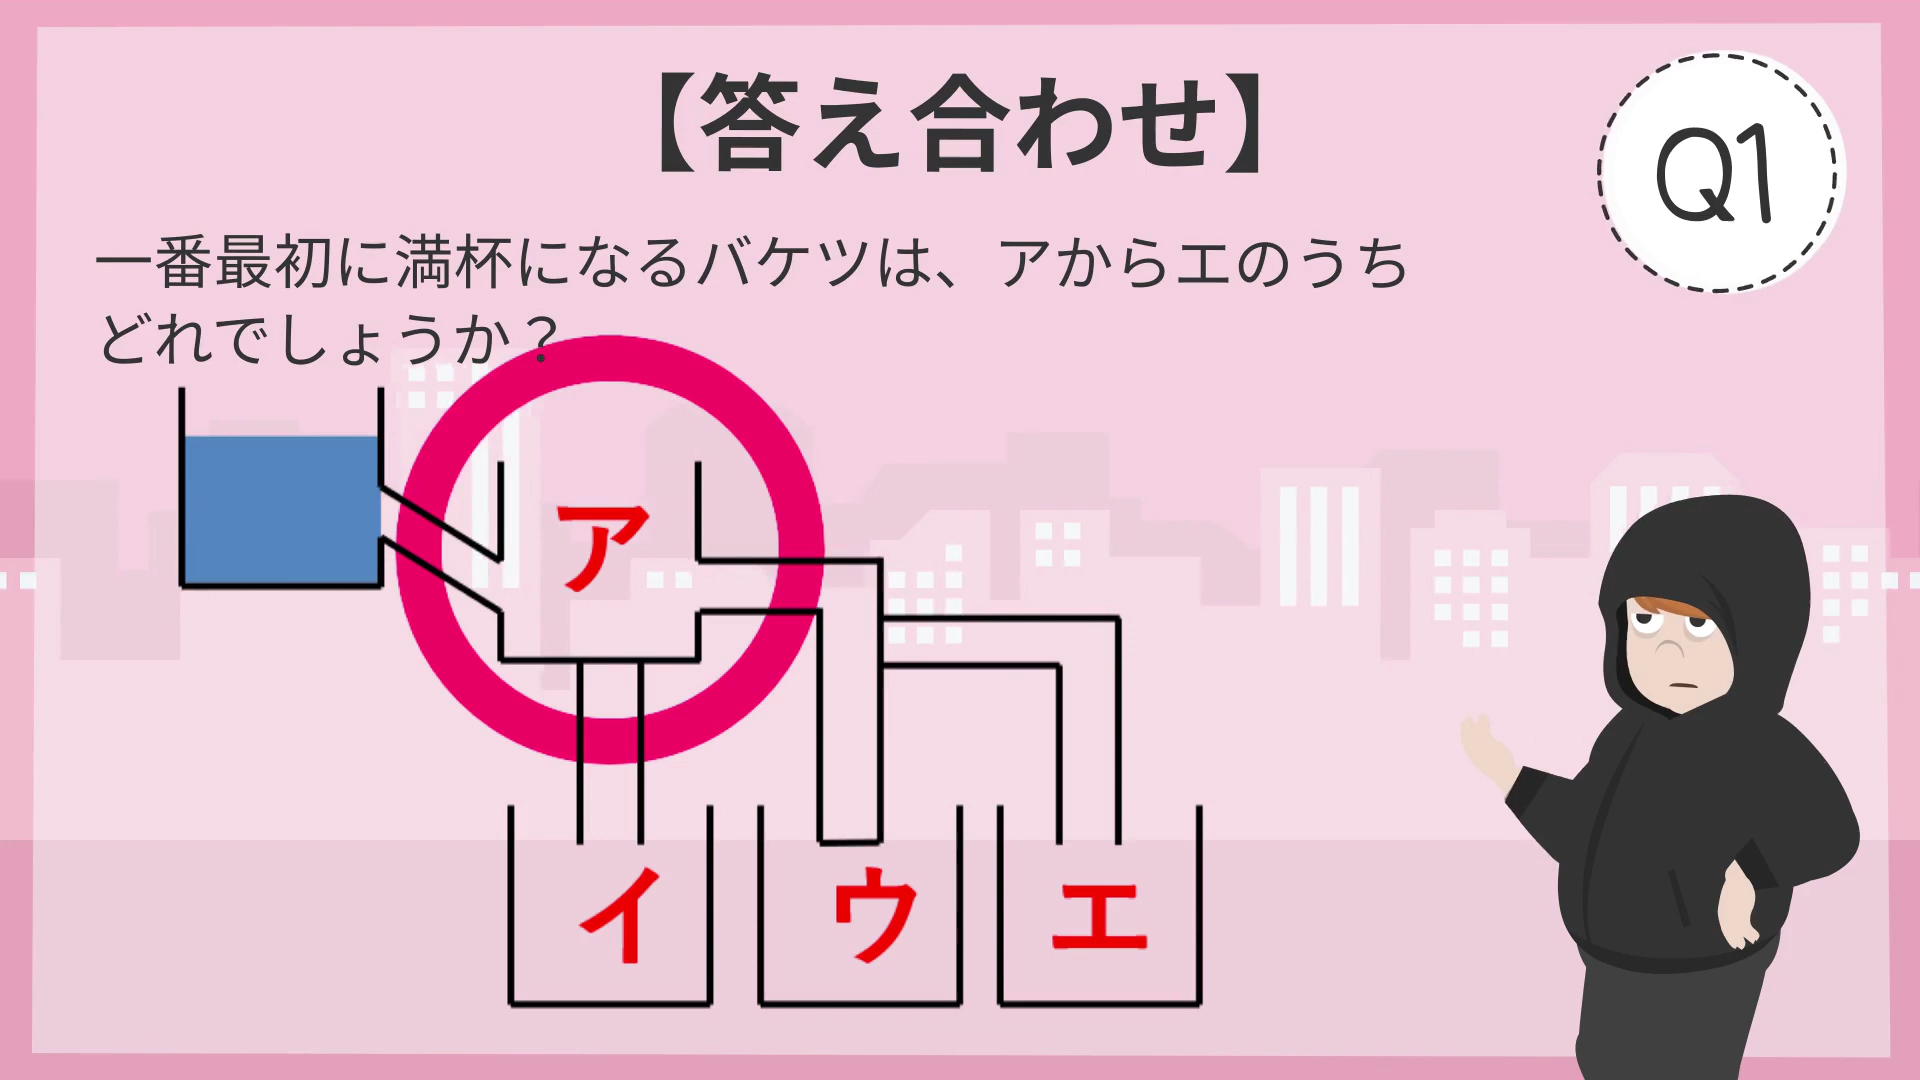 【答え合わせ】
Q1
一番最初に満杯になるバケツは、アからエのうち
どれでしょうか？
ア
イ
ウ
エ